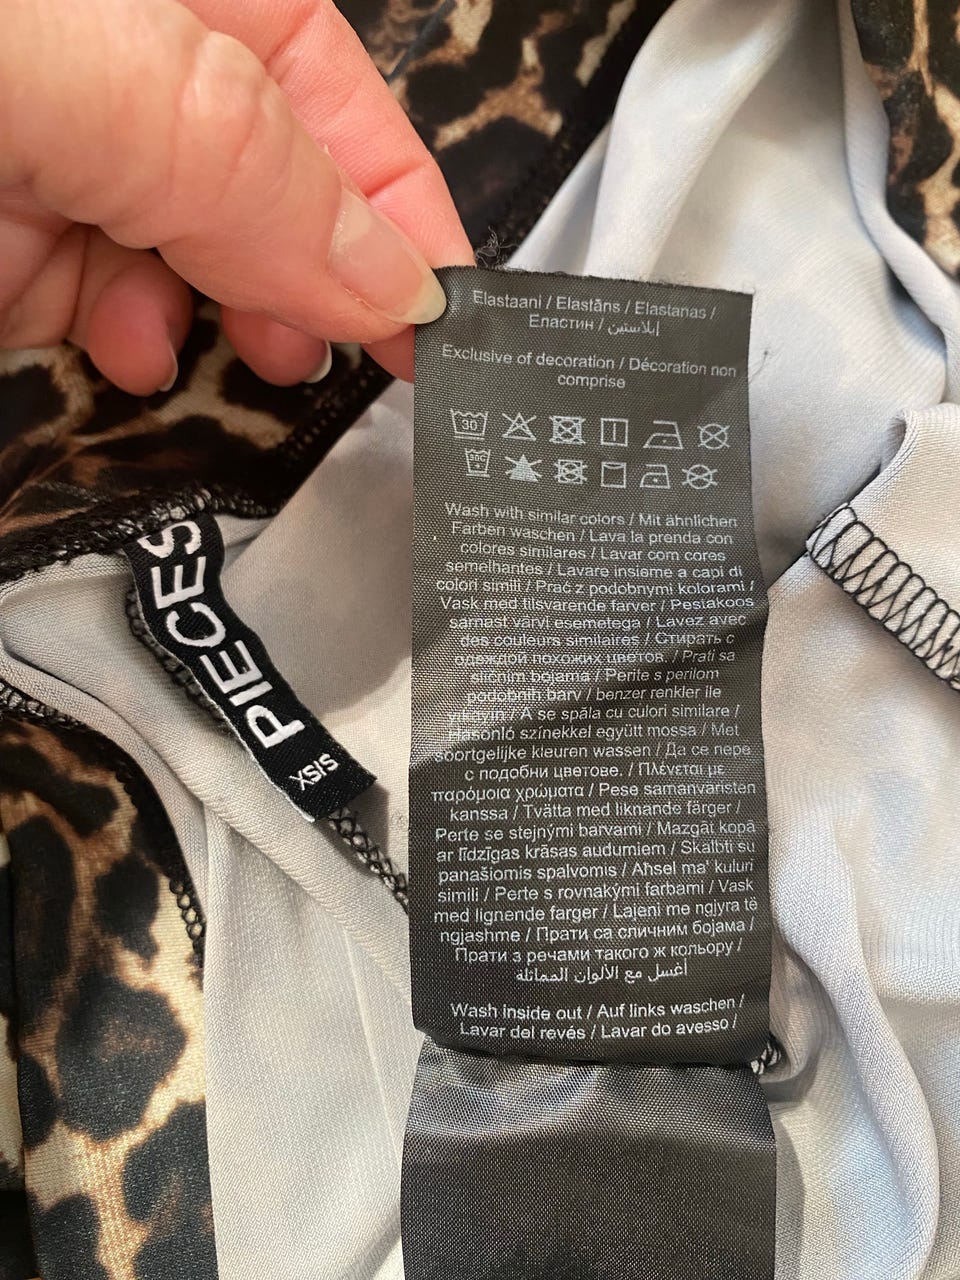 Elastaani / Elastāns / Elastanas /
Еластин / إيلاستين
Exclusive of decoration / Décoration non
comprise
30
30C
Wash with similar colors / Mit ähnlichen
Farben waschen / Lava la prenda con
colores similares / Lavar com cores
semelhantes / Lavare insieme a capi di
colori simili / Prać z podobnymi kolorami /
Vask med tilsvarende farver / Pestakoos
samast värvi esemetega / Lavez avec
des couleurs similaires / Стирать с
одеждой похожих цветов. / Prati sa
sličnim bojama / Perite s perilom
podobnih barv / benzer renkler ile
yıkayın / A se spăla cu culori similare /
Hasonló színekkel együtt mossa / Met
soortgelijke kleuren wassen / Да се пере
с подобни цветове. / Πλένεται με
παρόμοια χρώματα / Pese samanväristen
kanssa / Tvätta med liknande färger /
Perte se stejnými barvami / Mazgāt kopā
ar līdzīgas krāsas audumiem / Skalbti su
panašiomis spalvomis / Aħsel ma' kuluri
simili / Perte s rovnakými farbami / Vask
med lignende farger / Lajeni me ngjyra të
ngjashme / Прати са сличним бојама /
Прати з речами такого ж кольору /
أغسل مع الألوان المماثلة
Wash inside out / Auf links waschen /
Lavar del revés / Lavar do avesso /
PIECES
XSIS